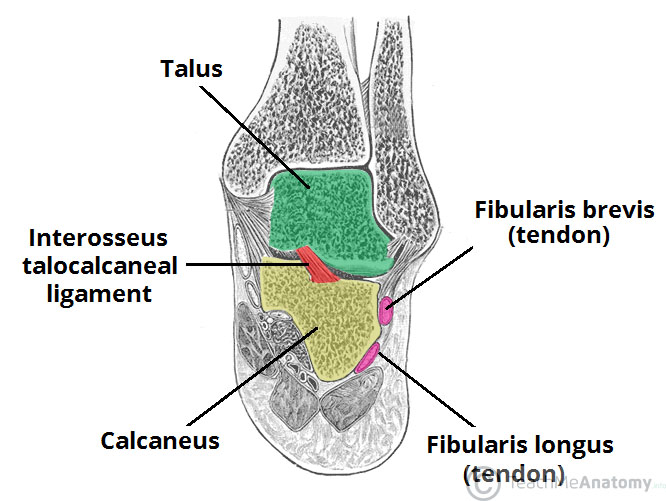 Talus
Interosseus
talocalcaneal
ligament
Fibularis brevis
(tendon)
Calcaneus
Fibularis longus
(tendon)
© TeachMeAnatomy